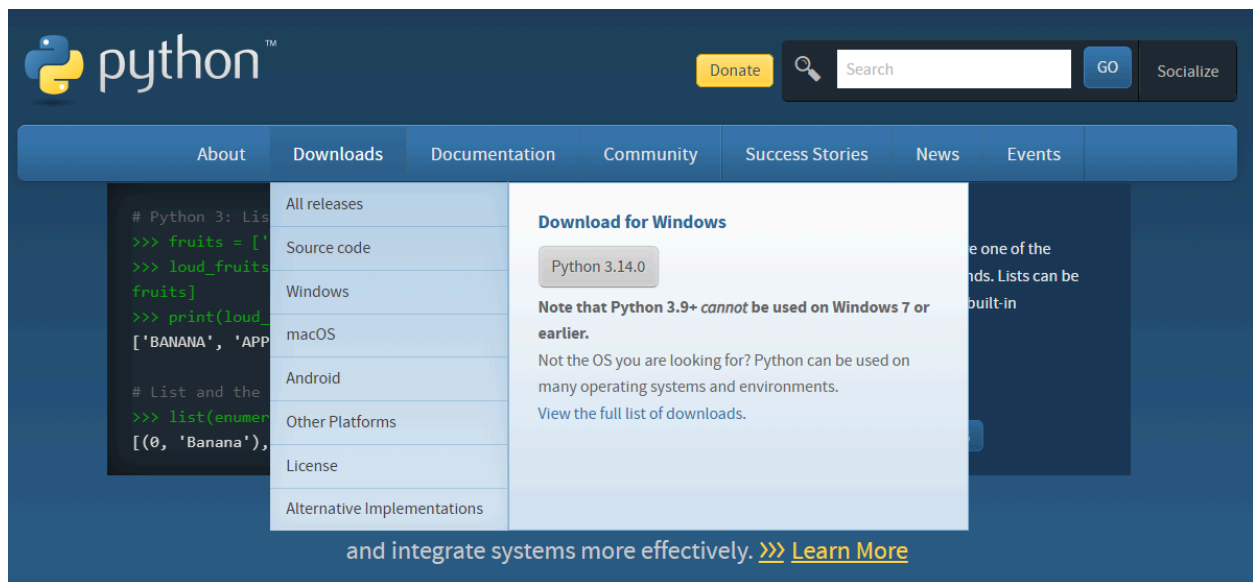 python™
Donate
Search
GO
Socialize
About
Downloads
Documentation
Community
Success Stories
News
Events
# Python 3: Lis
>>> fruits = ['
>>> loud_fruits
fruits]
>>> print(loud_
['BANANA', 'APP
# List and the
>>> list(enumer
[(0, 'Banana'),
All releases
Source code
Windows
macOS
Android
Other Platforms
License
Alternative Implementations
Download for Windows
Python 3.14.0
Note that Python 3.9+ cannot be used on Windows 7 or
earlier.
Not the OS you are looking for? Python can be used on
many operating systems and environments.
View the full list of downloads.
e one of the
nds. Lists can be
built-in
and integrate systems more effectively. >>> Learn More